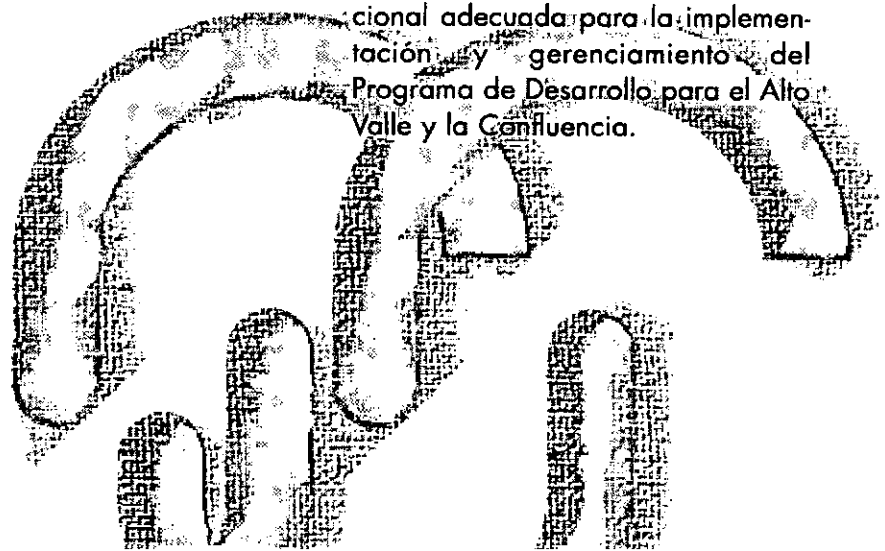 cional adecuada para la implemen-
tación y gerenciamiento del
Programa de Desarrollo para el Alto
Valle y la Confluencia.